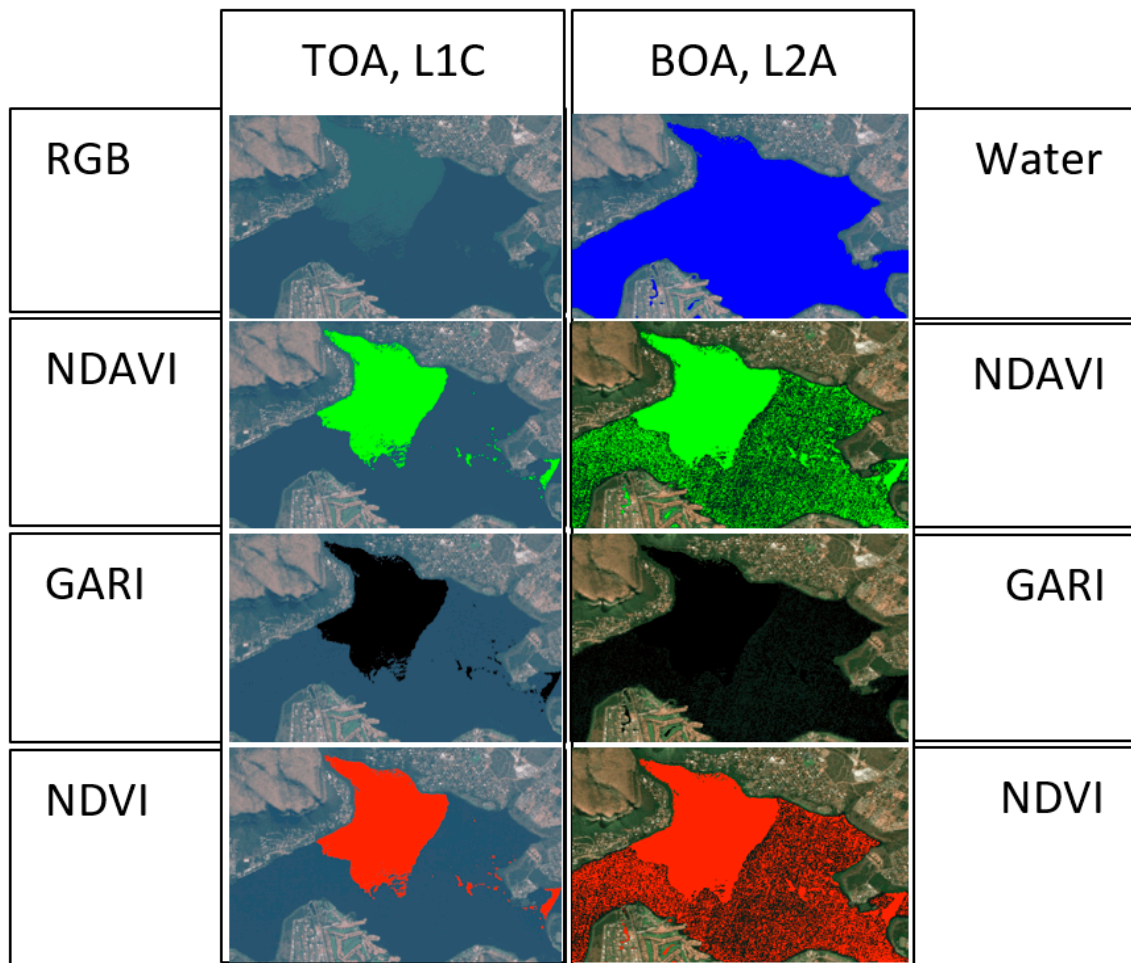 TOA, L1C
BOA, L2A
RGB
Water
NDAVI
NDAVI
GARI
GARI
NDVI
NDVI